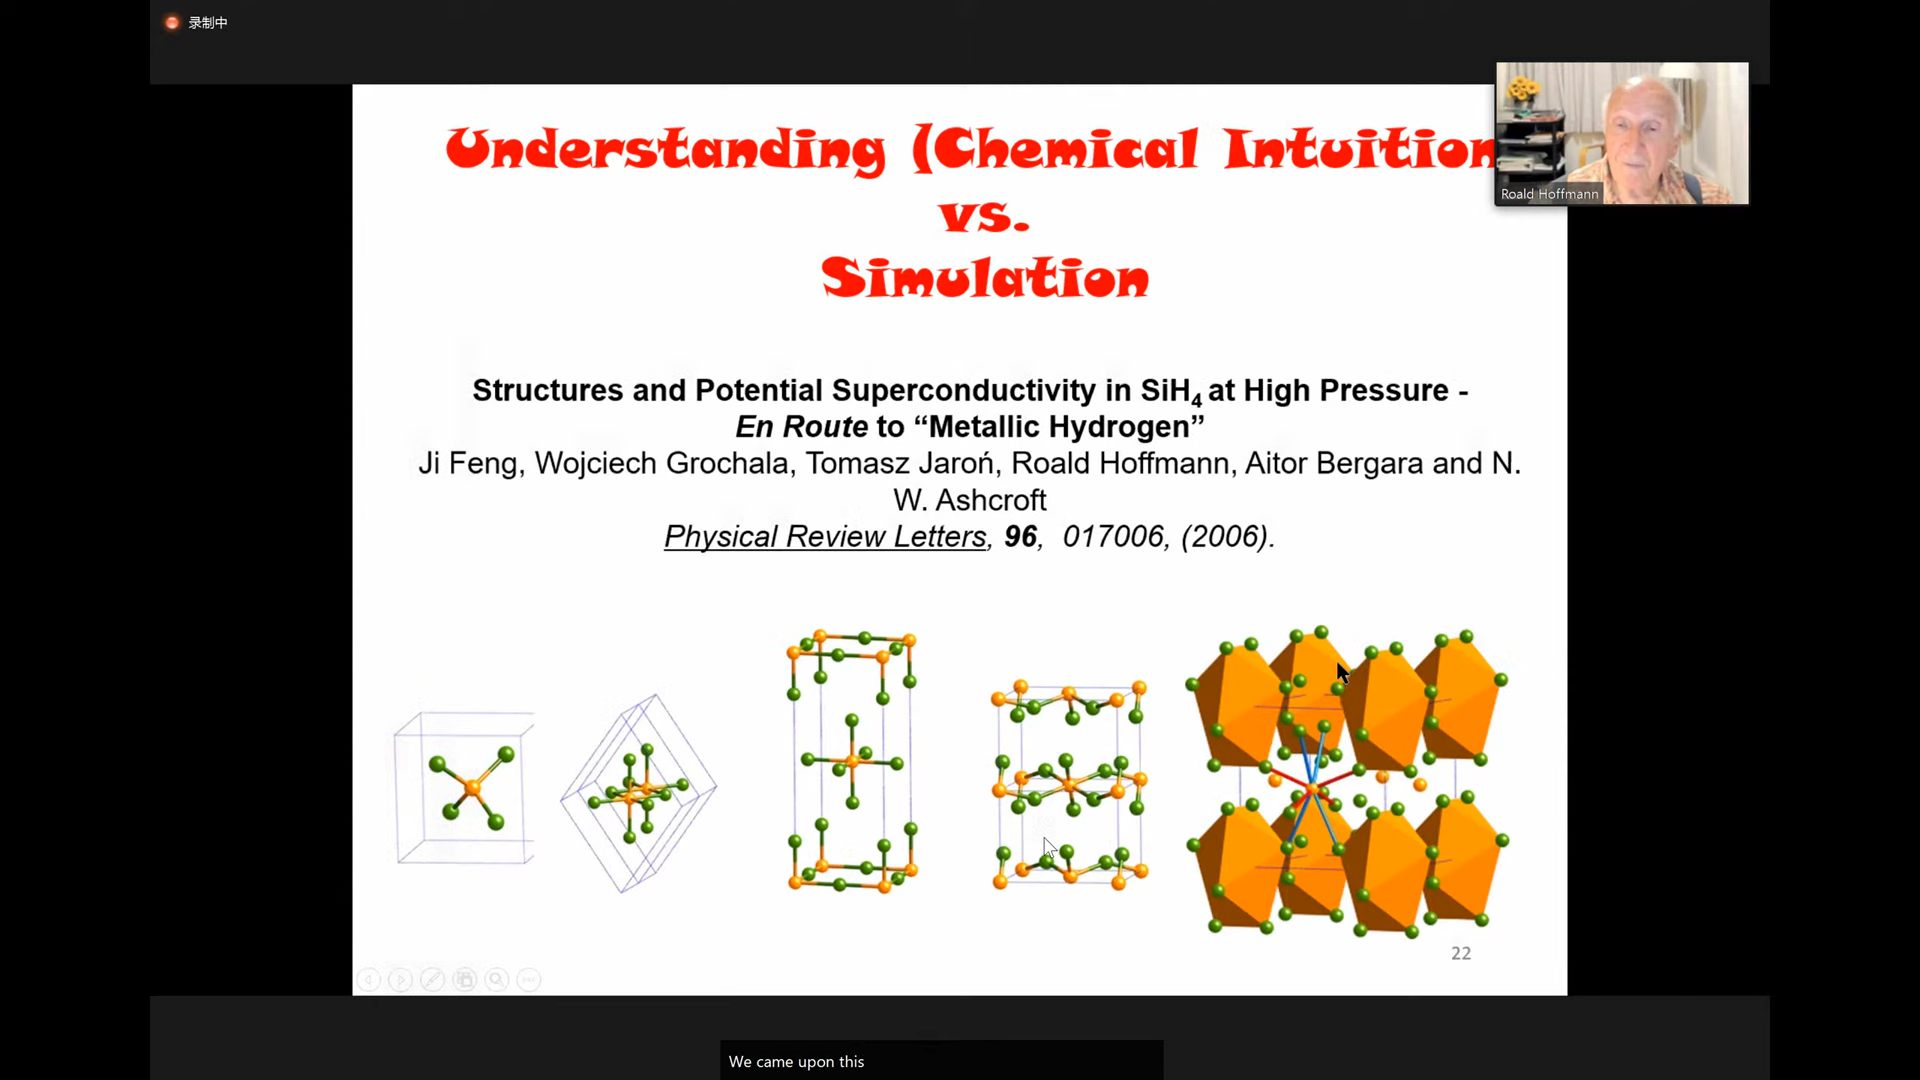 录制中
Understanding (Chemical Intuition
vs.
Simulation
Roald Hoffmann
Structures and Potential Superconductivity in SiH4 at High Pressure -
En Route to “Metallic Hydrogen”
Ji Feng, Wojciech Grochala, Tomasz Jaroń, Roald Hoffmann, Aitor Bergara and N.
W. Ashcroft
Physical Review Letters, 96, 017006, (2006).
22
We came upon this